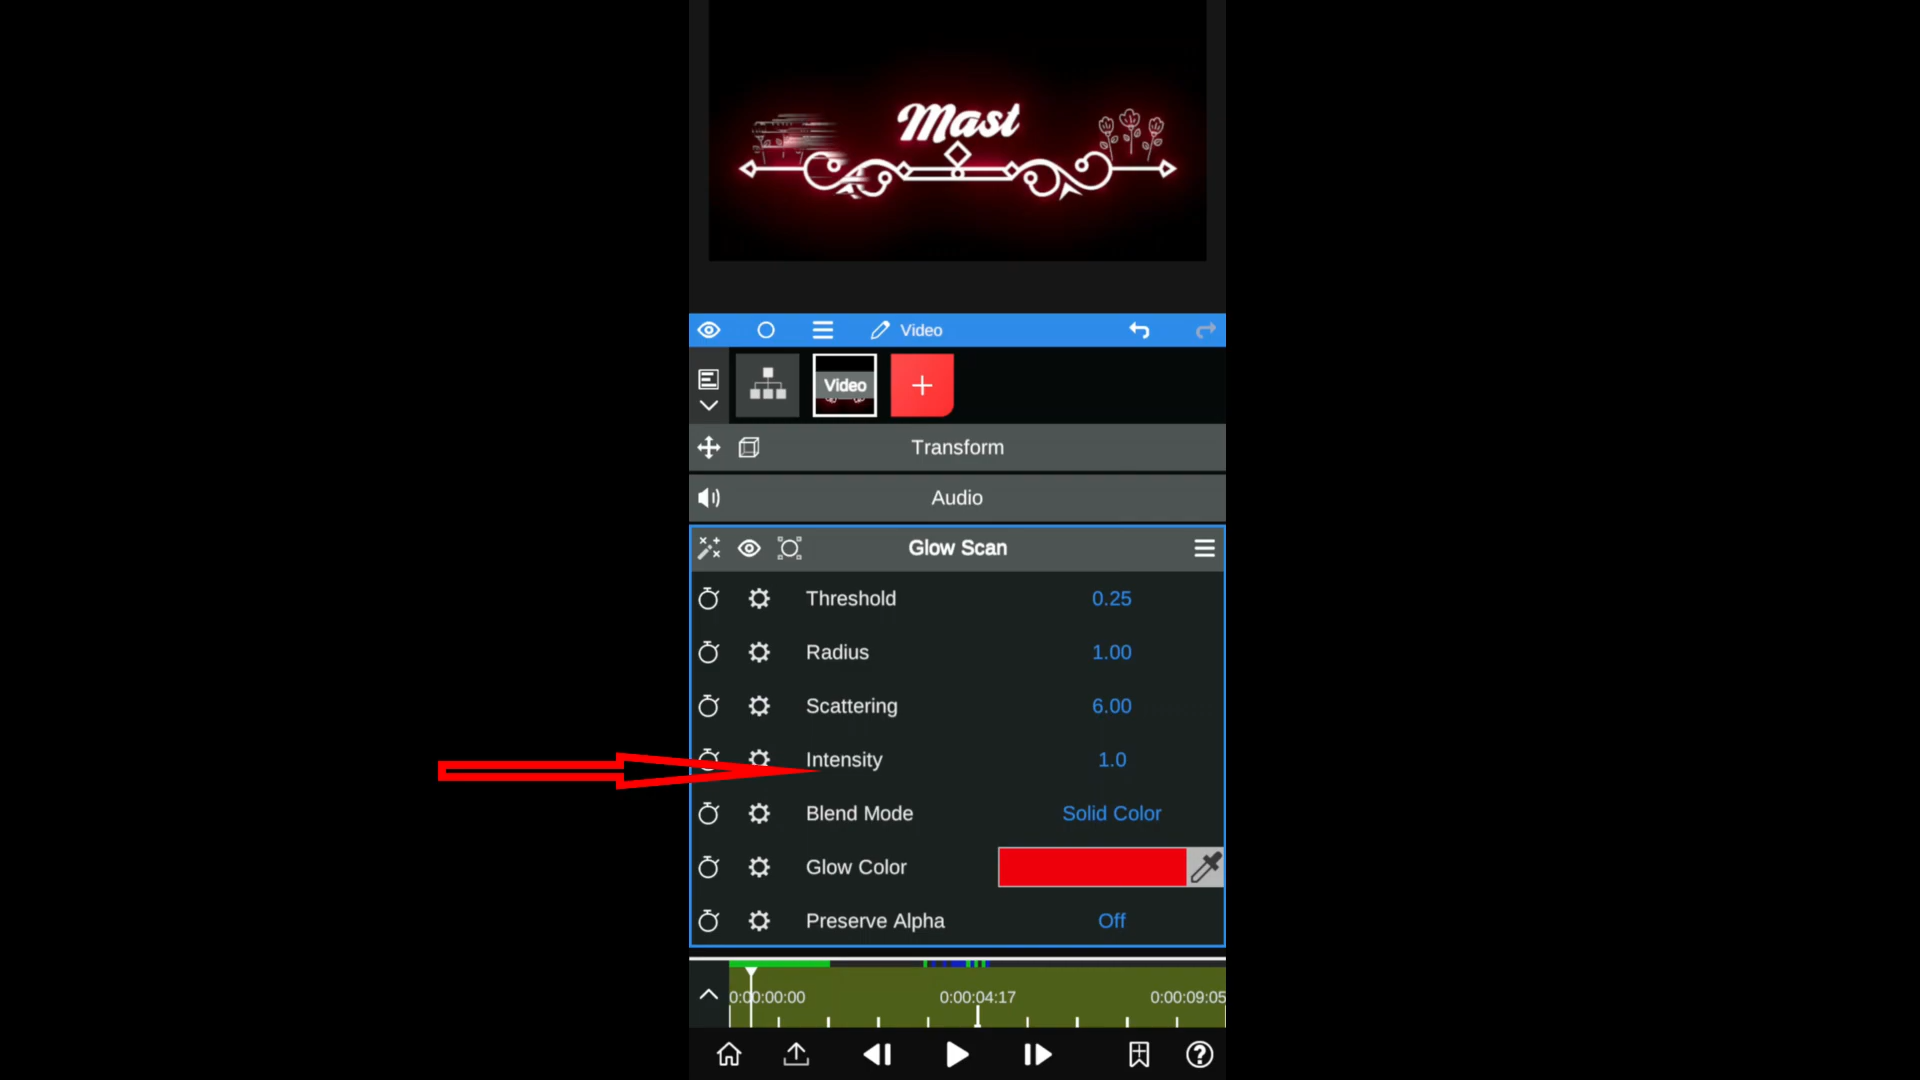 Mast
Video
Video
Transform
Audio
Glow Scan
Threshold 0.25
Radius 1.00
Scattering 6.00
Intensity 1.0
Blend Mode Solid Color
Glow Color
Preserve Alpha Off
0:00:00:00 0:00:04:17 0:00:09:05